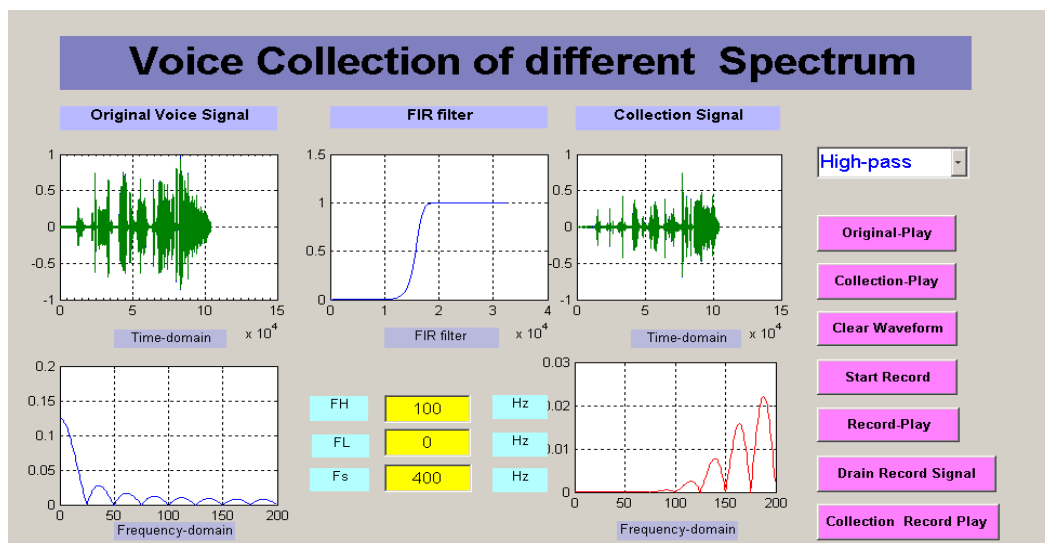 Voice Collection of different Spectrum
Original Voice Signal
FIR filter
Collection Signal
High-pass
1
0.5
0
-0.5
-1
0 5 10 15
x 10^4
Time-domain
1.5
1
0.5
0
0 1 2 3 4
x 10^4
FIR filter
1
0.5
0
-0.5
-1
0 5 10 15
x 10^4
Time-domain
Original-Play
Collection-Play
Clear Waveform
Start Record
Record-Play
Drain Record Signal
Collection Record Play
0.2
0.15
0.1
0.05
0
0 50 100 150 200
Frequency-domain
FH 100 Hz
FL 0 Hz
Fs 400 Hz
0.03
0.02
0.01
0
0 50 100 150 200
Frequency-domain